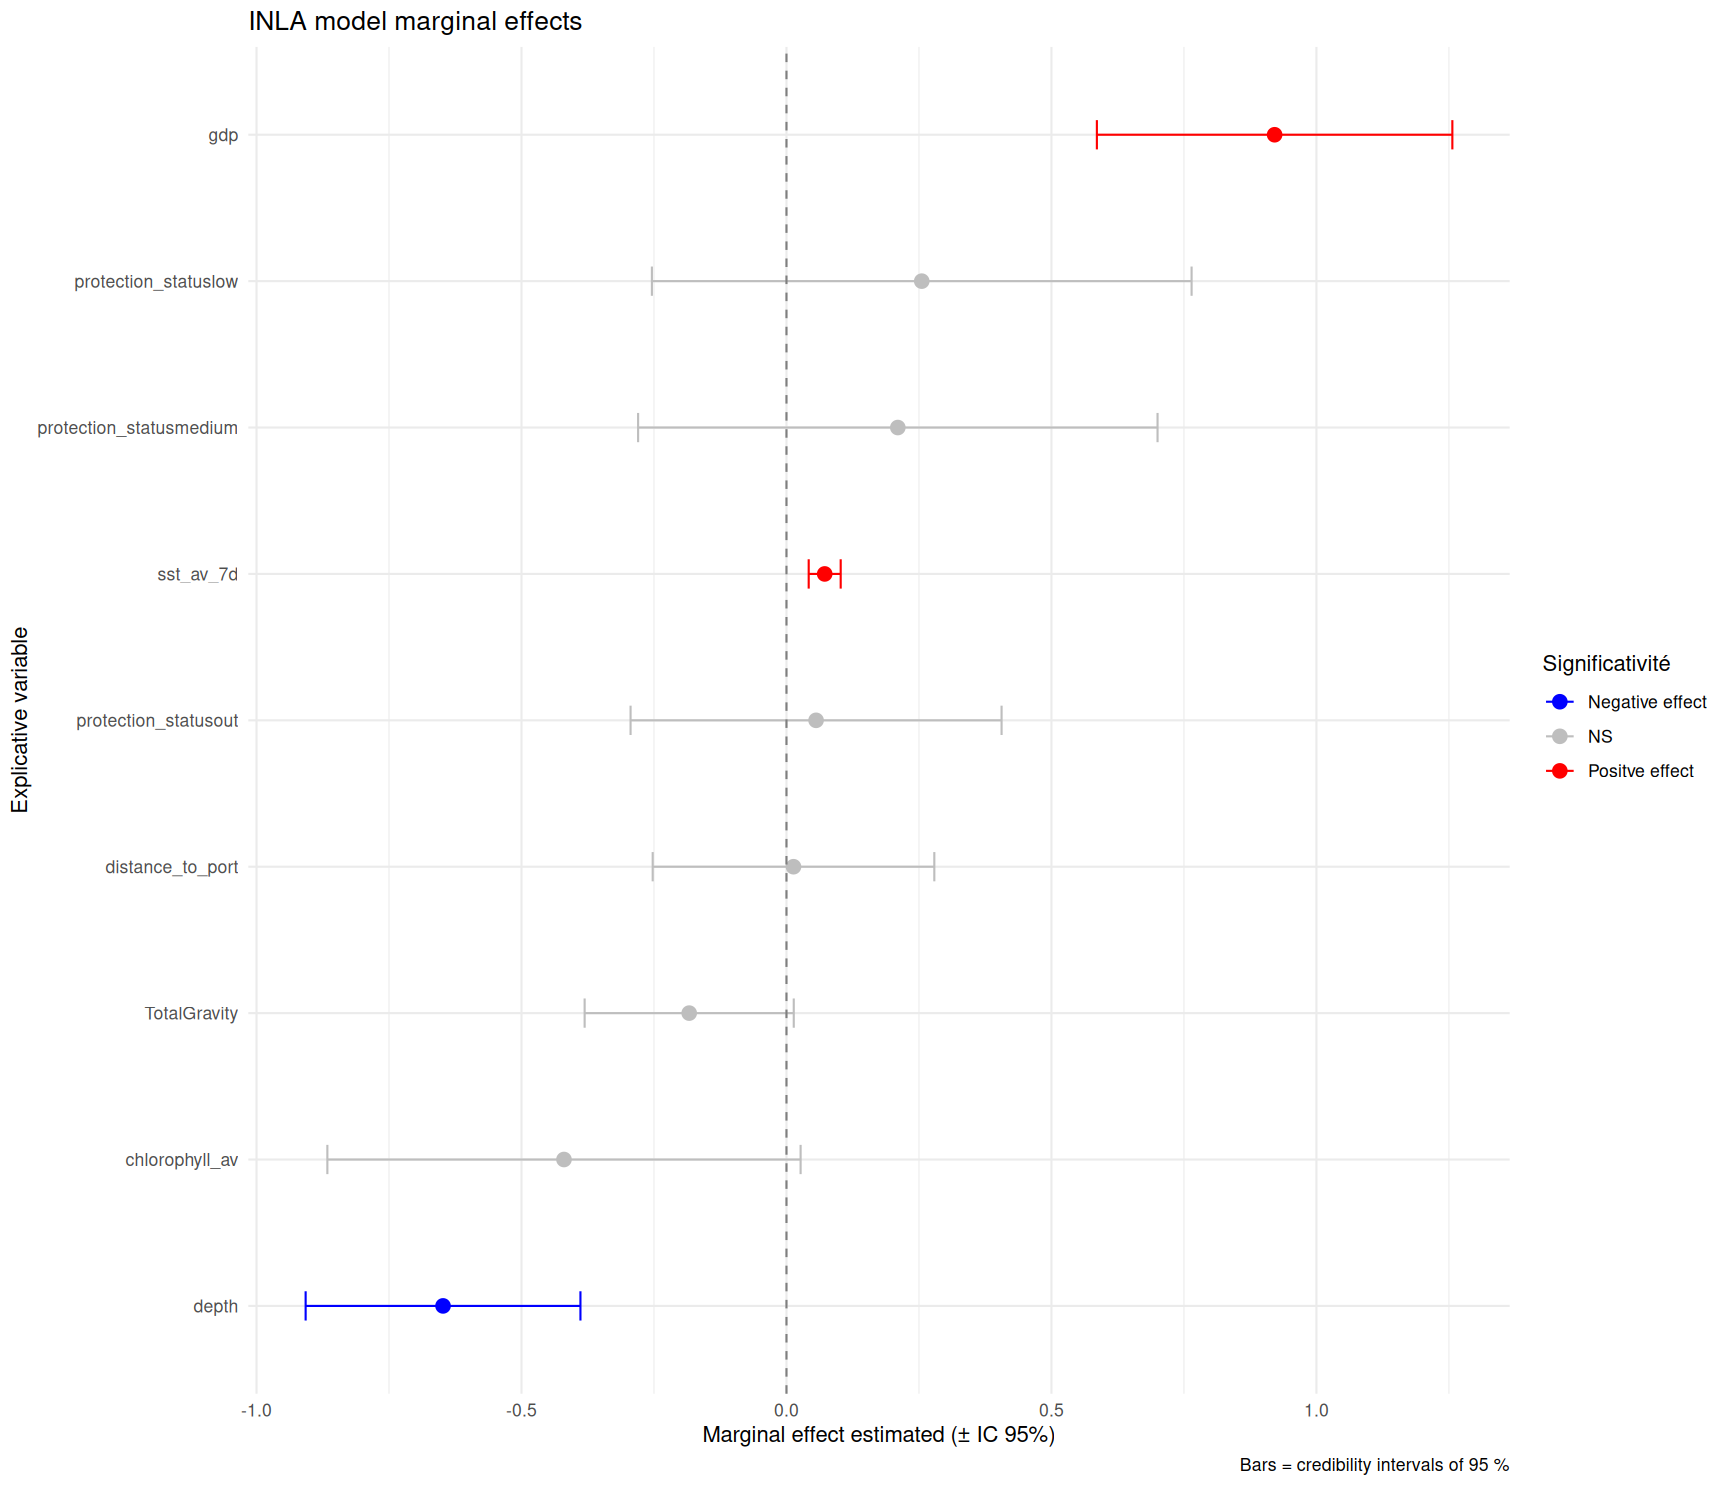 INLA model marginal effects
gdp
protection_statuslow
protection_statusmedium
sst_av_7d
protection_statusout
distance_to_port
TotalGravity
chlorophyll_av
depth
Explicative variable
-1.0 -0.5 0.0 0.5 1.0
Marginal effect estimated (± IC 95%)
Bars = credibility intervals of 95 %
Significativité
Negative effect
NS
Positve effect